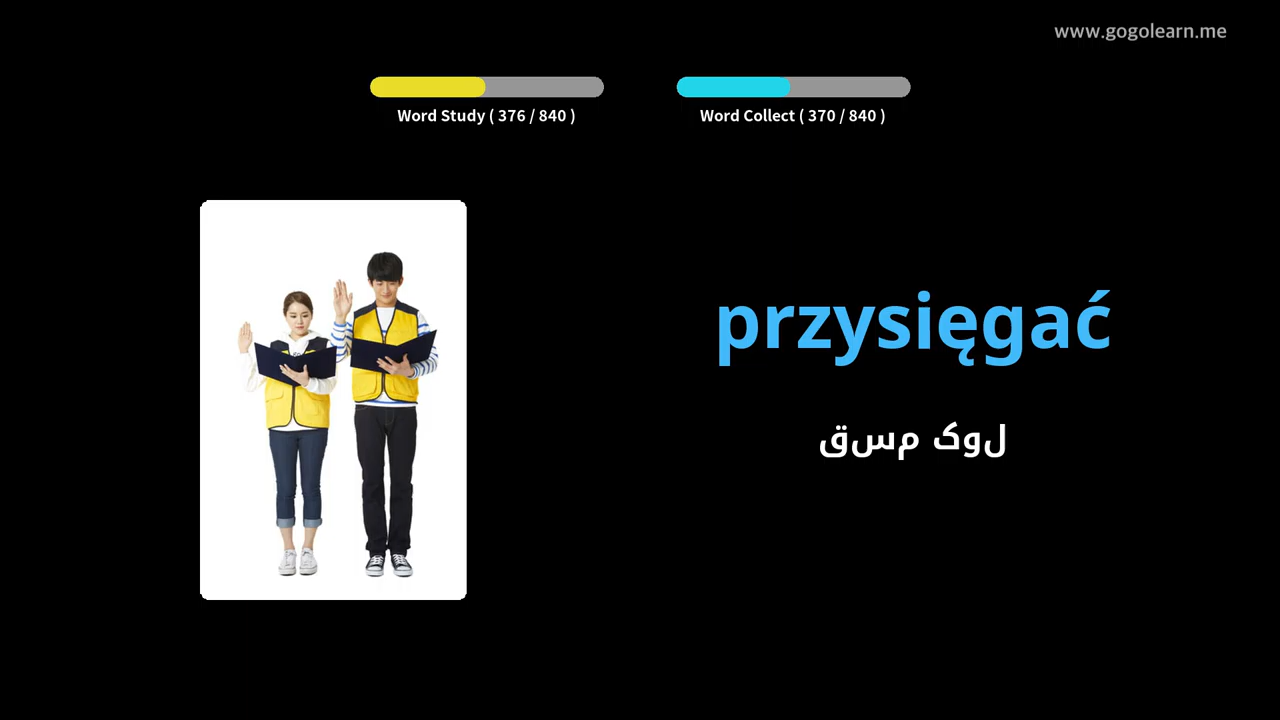 www.gogolearn.me
Word Study ( 376 / 840 )
Word Collect ( 370 / 840 )
przysięgać
قسم کول